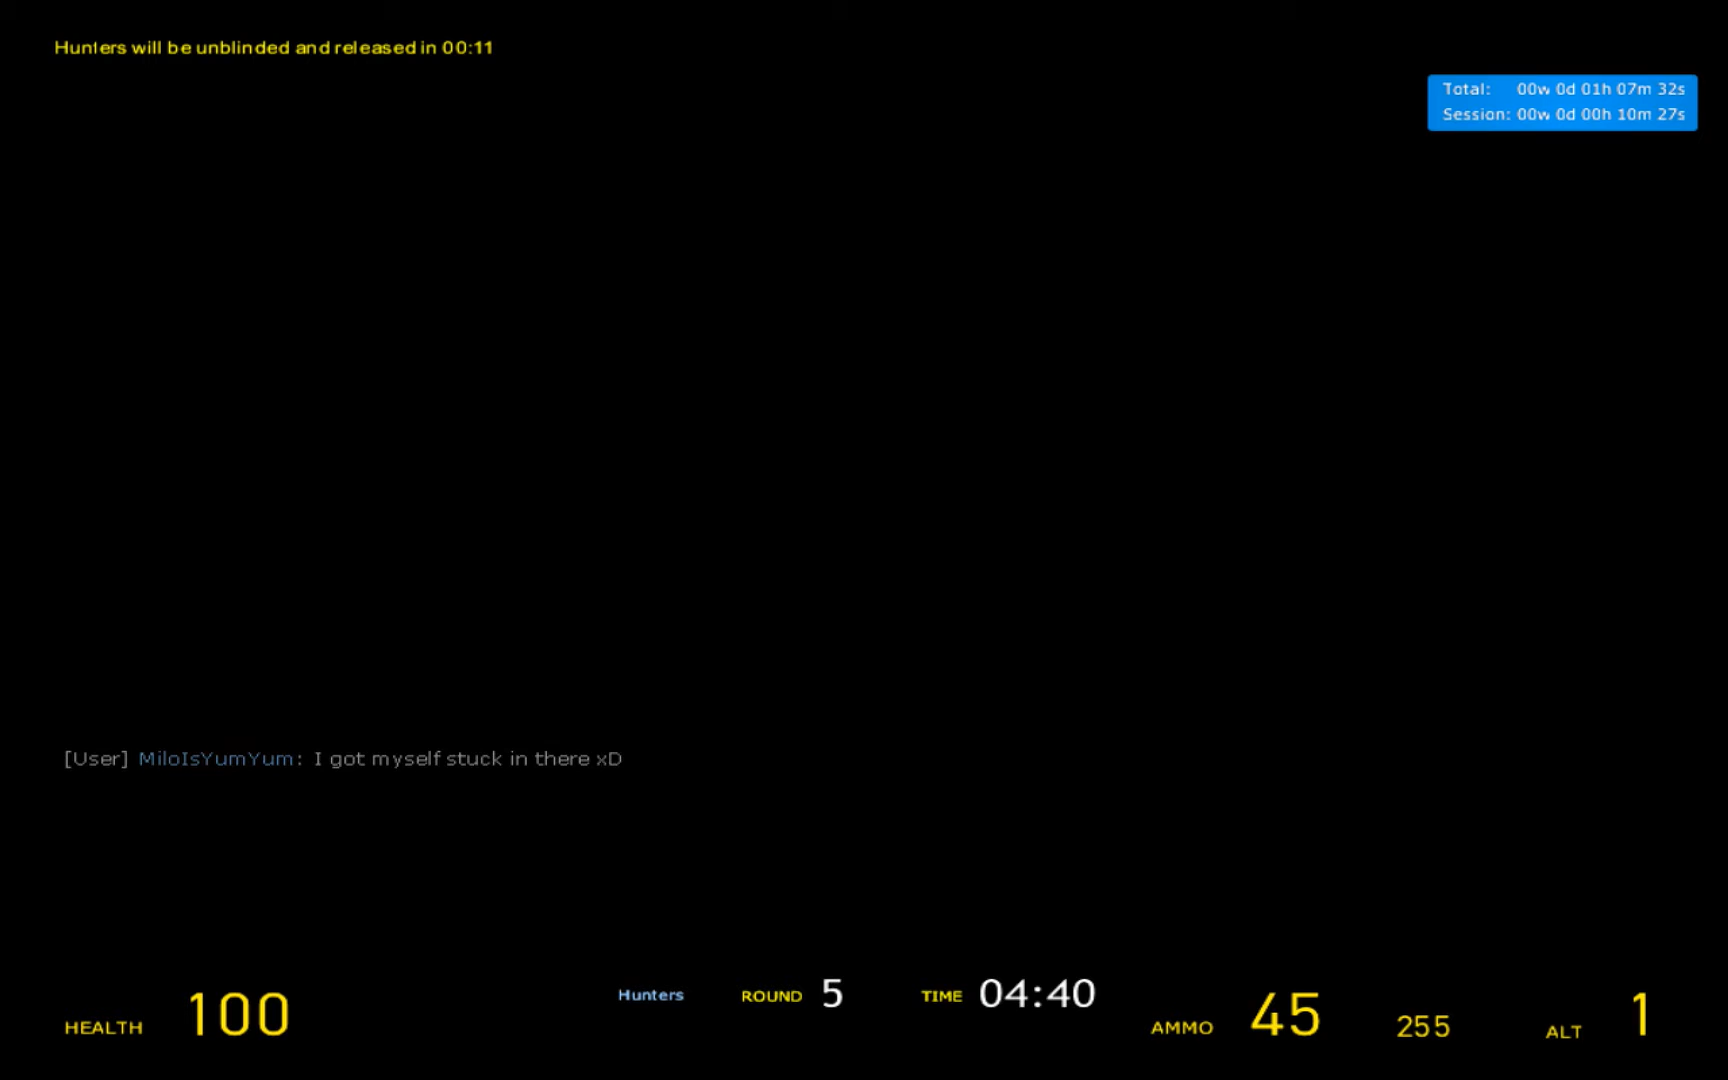 Hunters will be unblinded and released in 00:11
Total: 00w 0d 01h 07m 32s
Session: 00w 0d 00h 10m 27s
[User] MiloIsYumYum: I got myself stuck in there xD
HEALTH 100 Hunters ROUND 5 TIME 04:40 AMMO 45 255 ALT 1